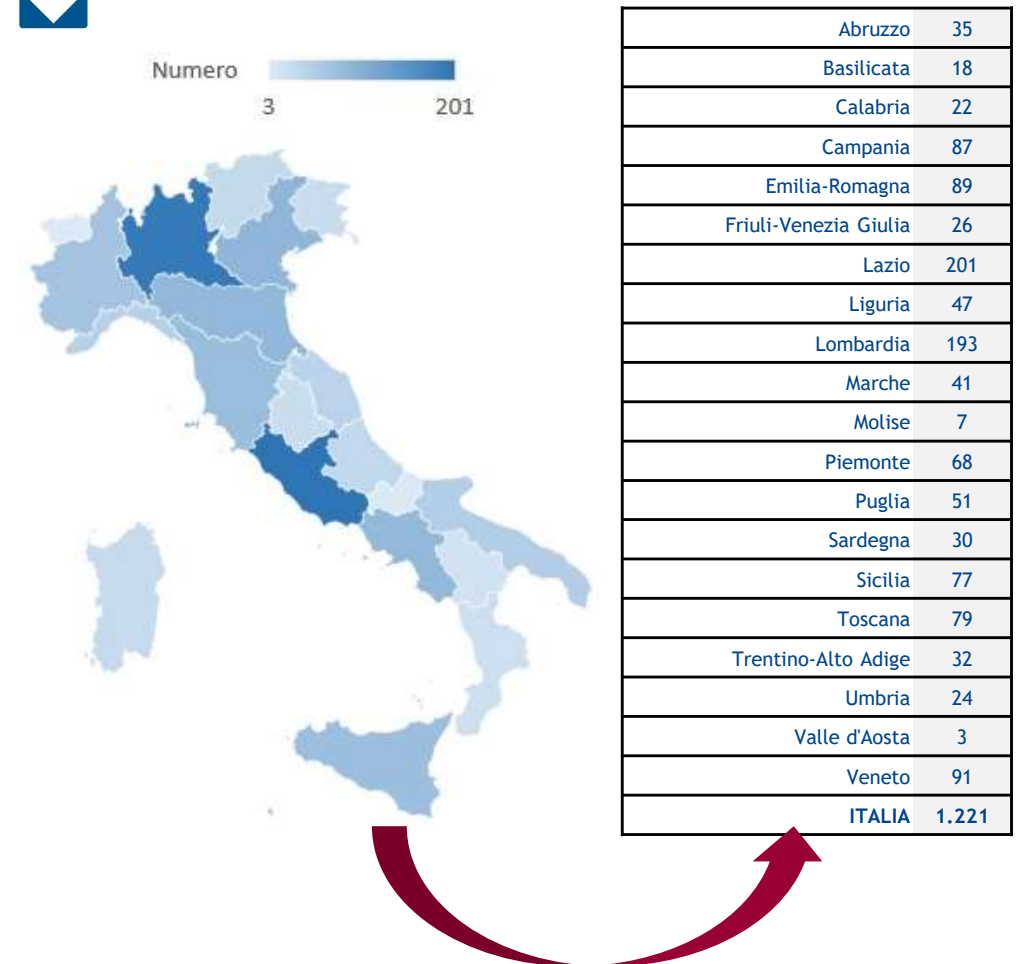 Numero
3 201
Abruzzo 35
Basilicata 18
Calabria 22
Campania 87
Emilia-Romagna 89
Friuli-Venezia Giulia 26
Lazio 201
Liguria 47
Lombardia 193
Marche 41
Molise 7
Piemonte 68
Puglia 51
Sardegna 30
Sicilia 77
Toscana 79
Trentino-Alto Adige 32
Umbria 24
Valle d'Aosta 3
Veneto 91
ITALIA 1.221